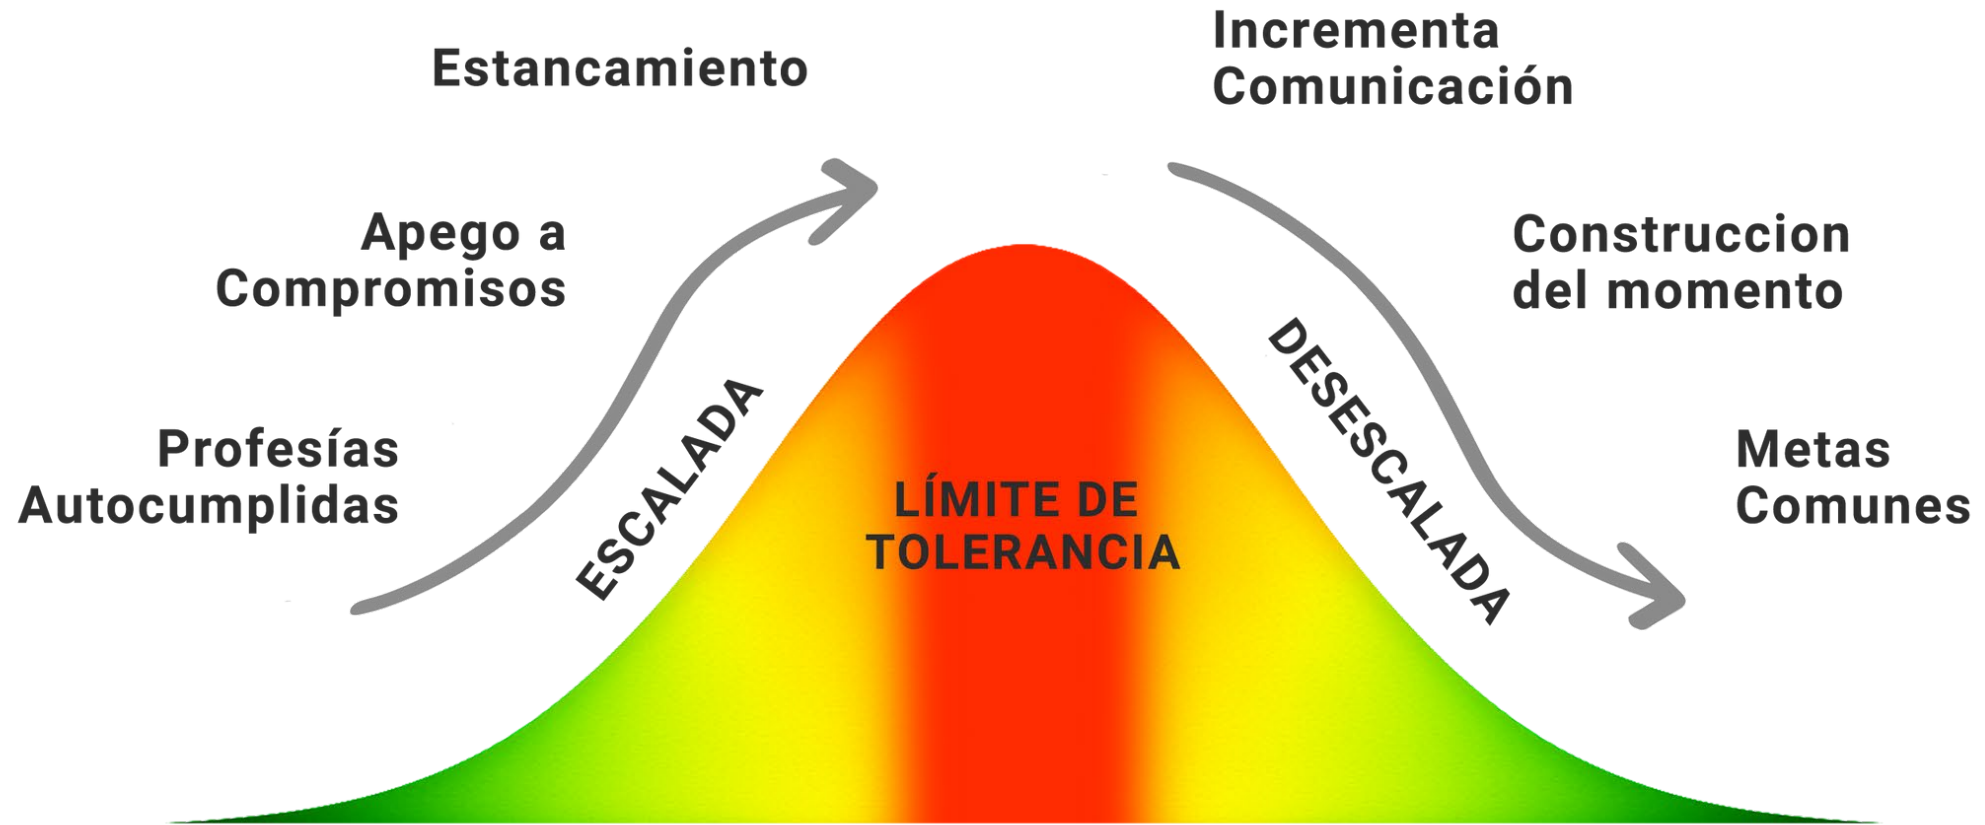 Estancamiento
Incrementa
Comunicación
Apego a
Compromisos
Construccion
del momento
Profesías
Autocumplidas
ESCALADA
LÍMITE DE
TOLERANCIA
DESESCALADA
Metas
Comunes